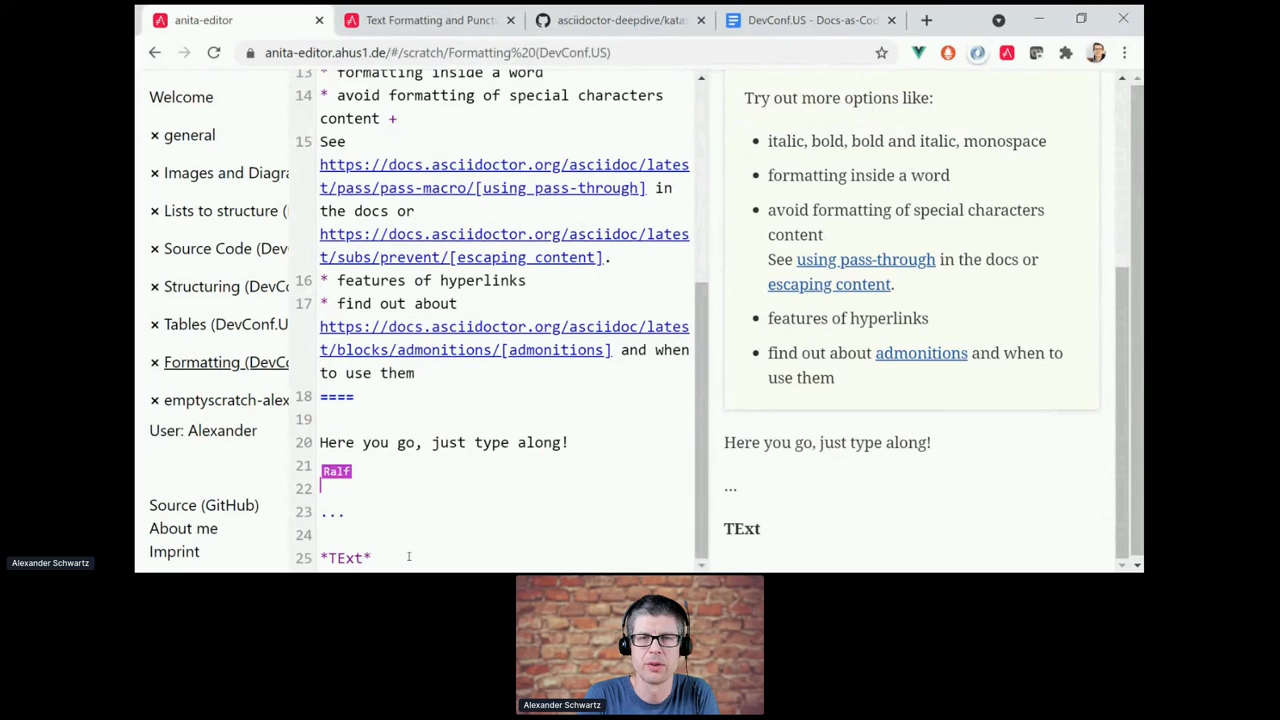 anita-editor
Text Formatting and Punct
asciidoctor-deepdive/katas
DevConf.US - Docs-as-Cod
anita-editor.ahus1.de/#/scratch/Formatting%20(DevConf.US)
Welcome
× general
× Images and Diagra
× Lists to structure (
× Source Code (DevC
× Structuring (DevCo
× Tables (DevConf.U
× Formatting (DevCo
× emptyscratch-alex
User: Alexander
Source (GitHub)
About me
Imprint
13 * formatting inside a word
14 * avoid formatting of special characters
content +
15 See
https://docs.asciidoctor.org/asciidoc/lates
t/pass/pass-macro/[using pass-through] in
the docs or
https://docs.asciidoctor.org/asciidoc/lates
t/subs/prevent/[escaping content].
16 * features of hyperlinks
17 * find out about
https://docs.asciidoctor.org/asciidoc/lates
t/blocks/admonitions/[admonitions] and when
to use them
18 ====
19
20 Here you go, just type along!
21
Ralf
22
23 ...
24
25 *TExt*
Try out more options like:
• italic, bold, bold and italic, monospace
• formatting inside a word
• avoid formatting of special characters
content
See using pass-through in the docs or
escaping content.
• features of hyperlinks
• find out about admonitions and when to
use them
Here you go, just type along!
...
TExt
Alexander Schwartz
Alexander Schwartz